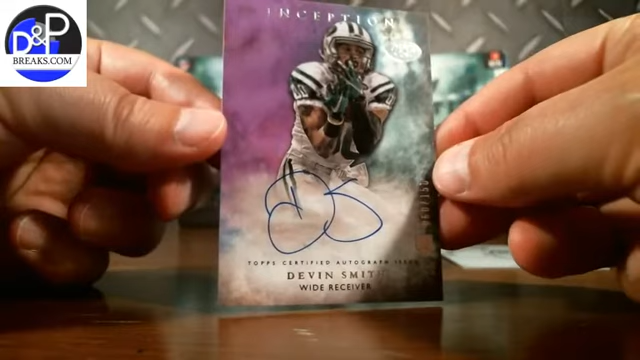 D&P
BREAKS.COM
INCEPTION
TOPPS CERTIFIED AUTOGRAPH ISSUE
DEVIN SMITH
WIDE RECEIVER